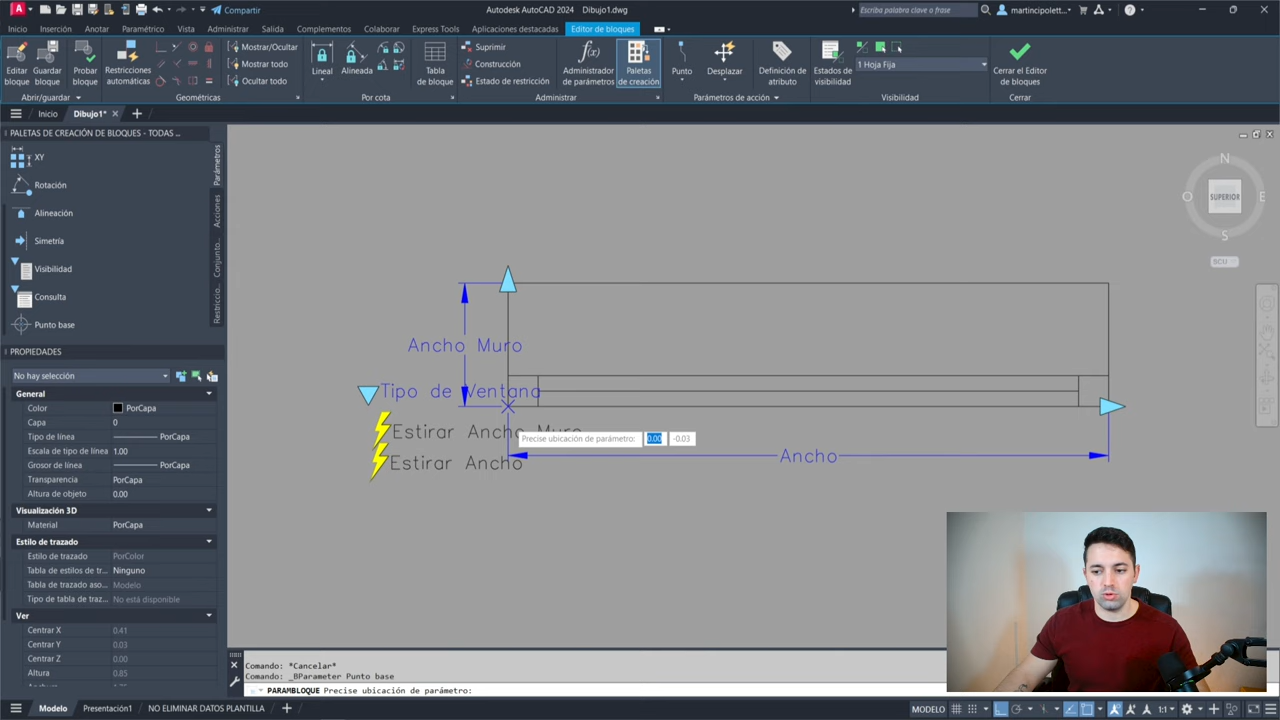 Compartir
Autodesk AutoCAD 2024 Dibujo1.dwg
Escriba palabra clave o frase
martincipolett...
Inicio Inserción Anotar Paramétrico Vista Administrar Salida Complementos Colaborar Express Tools Aplicaciones destacadas Editor de bloques
Editar bloque
Guardar bloque
Probar bloque
Abrir/guardar
Restricciones automáticas
Mostrar/Ocultar
Mostrar todo
Ocultar todo
Geométricas
Lineal
Alineada
Por cota
Tabla de bloque
Suprimir
Construcción
Estado de restricción
Administrador de parámetros
Paletas de creación
Administrar
Punto
Desplazar
Definición de atributo
Parámetros de acción
Estados de visibilidad
1 Hoja Fija
Visibilidad
Cerrar el Editor de bloques
Cerrar
Inicio
Dibujo1*
PALETAS DE CREACIÓN DE BLOQUES - TODAS ...
XY
Rotación
Alineación
Simetría
Visibilidad
Consulta
Punto base
Parámetros
Acciones
Conjunto...
Restricci...
PROPIEDADES
No hay selección
General
Color PorCapa
Capa 0
Tipo de línea PorCapa
Escala de tipo de línea 1.00
Grosor de línea PorCapa
Transparencia PorCapa
Altura de objeto 0.00
Visualización 3D
Material PorCapa
Estilo de trazado
Estilo de trazado PorColor
Tabla de estilos de tr... Ninguno
Tabla de trazado aso... Modelo
Tipo de tabla de traz... No está disponible
Ver
Centrar X 0.41
Centrar Y 0.03
Centrar Z 0.00
Altura 0.85
Ancho Muro
Tipo de Ventana
Estirar Ancho Muro
Estirar Ancho
Precise ubicación de parámetro: 0.00 -0.03
Ancho
N
O SUPERIOR E
S
SCU
Comando: *Cancelar*
Comando: _BParameter Punto base
PARAMBLOQUE Precise ubicación de parámetro:
Modelo Presentación1 NO ELIMINAR DATOS PLANTILLA
MODELO
1:1